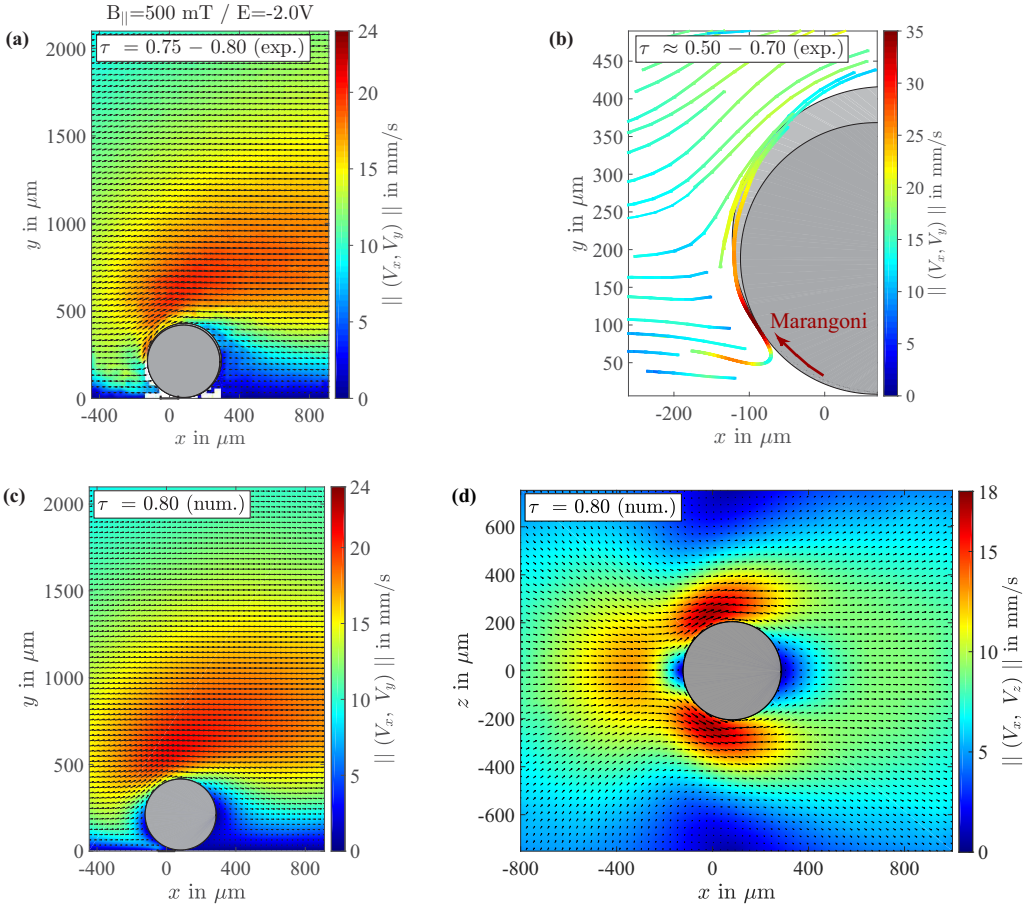 B||=500 mT / E=-2.0V
(a)
τ = 0.75 − 0.80 (exp.)
2000
1500
1000
500
0
y in μm
-400 0 400 800
x in μm
24
20
15
10
5
0
|| (Vx, Vy) || in mm/s
(b)
τ ≈ 0.50 − 0.70 (exp.)
450
400
350
300
250
200
150
100
50
y in μm
Marangoni
-200 -100 0
x in μm
35
30
25
20
15
10
5
0
|| (Vx, Vy) || in mm/s
(c)
τ = 0.80 (num.)
2000
1500
1000
500
0
y in μm
-400 0 400 800
x in μm
24
20
15
10
5
0
|| (Vx, Vy) || in mm/s
(d)
τ = 0.80 (num.)
600
400
200
0
-200
-400
-600
z in μm
-800 -400 0 400 800
x in μm
18
15
10
5
0
|| (Vx, Vz) || in mm/s